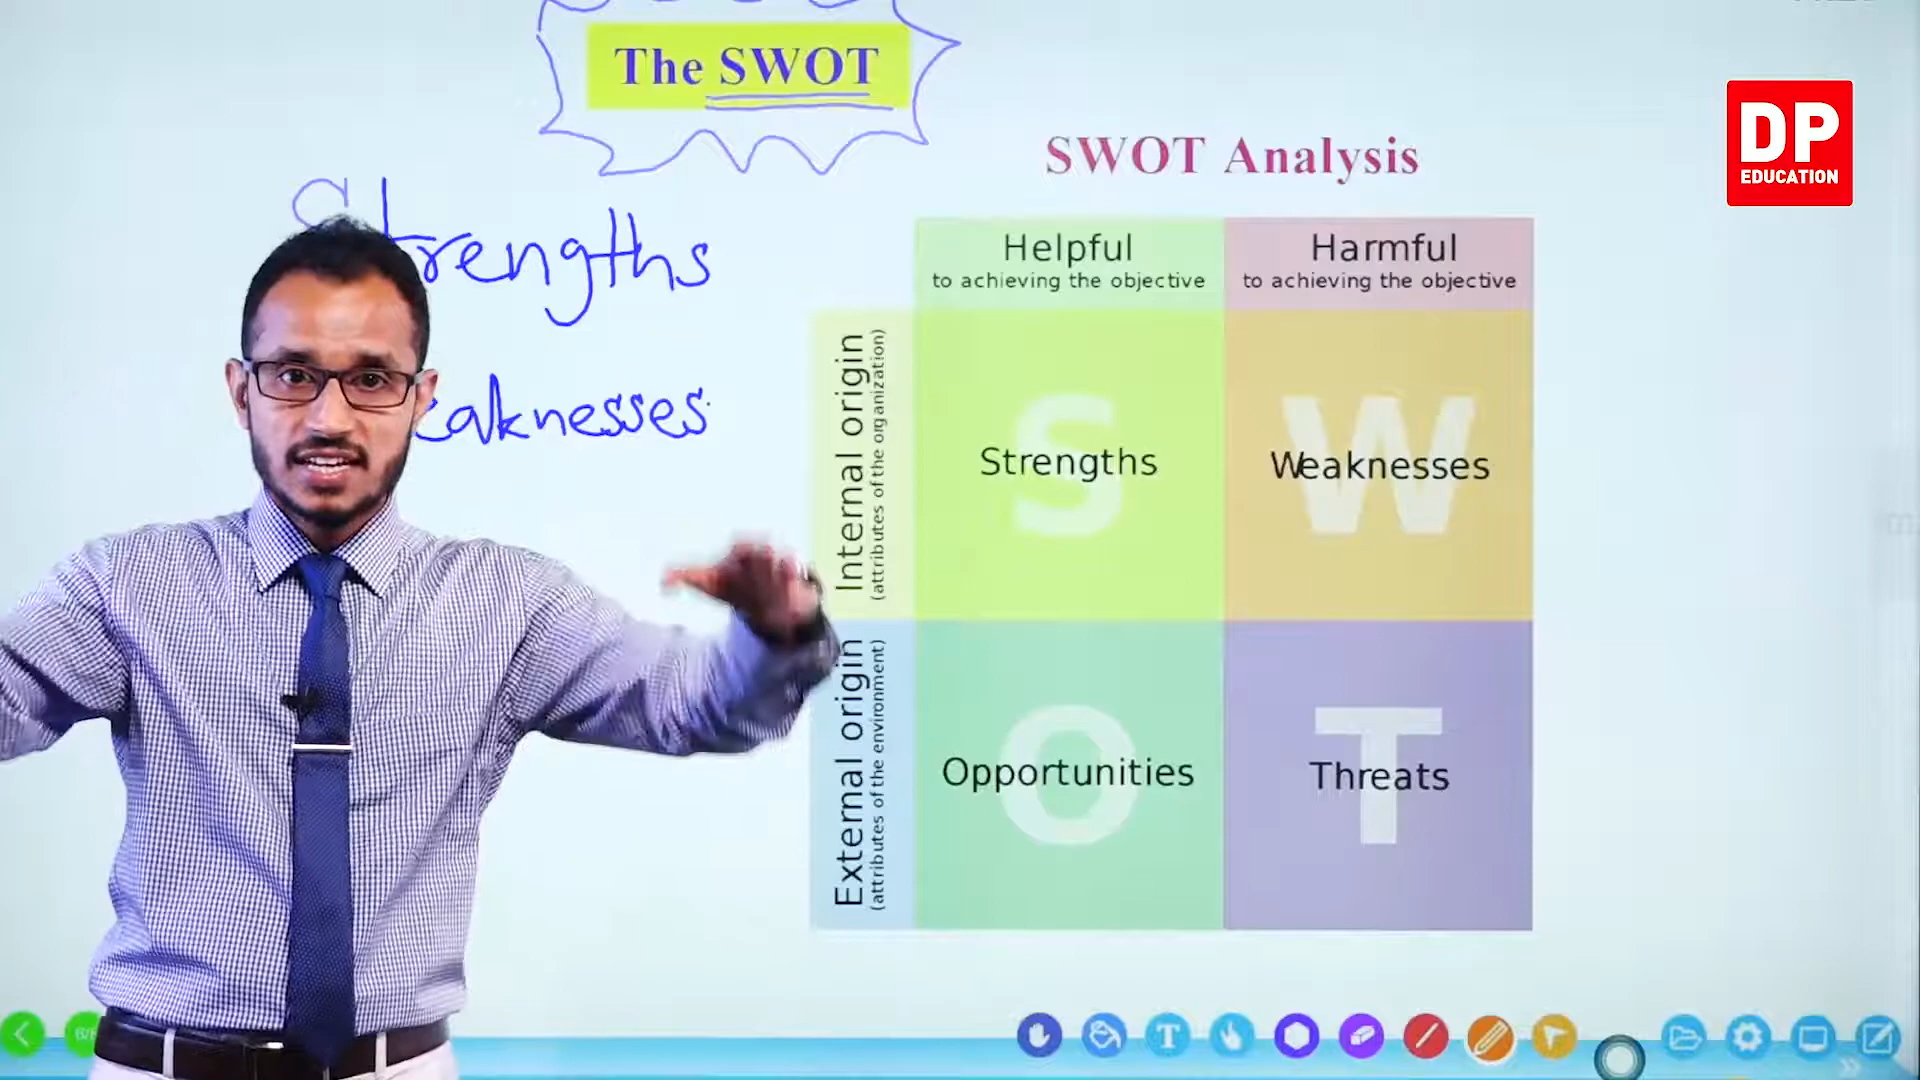 The SWOT
DP
EDUCATION
SWOT Analysis
Strengths
Helpful
to achieving the objective
Harmful
to achieving the objective
Internal origin
(attributes of the organization)
S
Strengths
W
Weaknesses
eaknesses
External origin
(attributes of the environment)
O
Opportunities
T
Threats
T